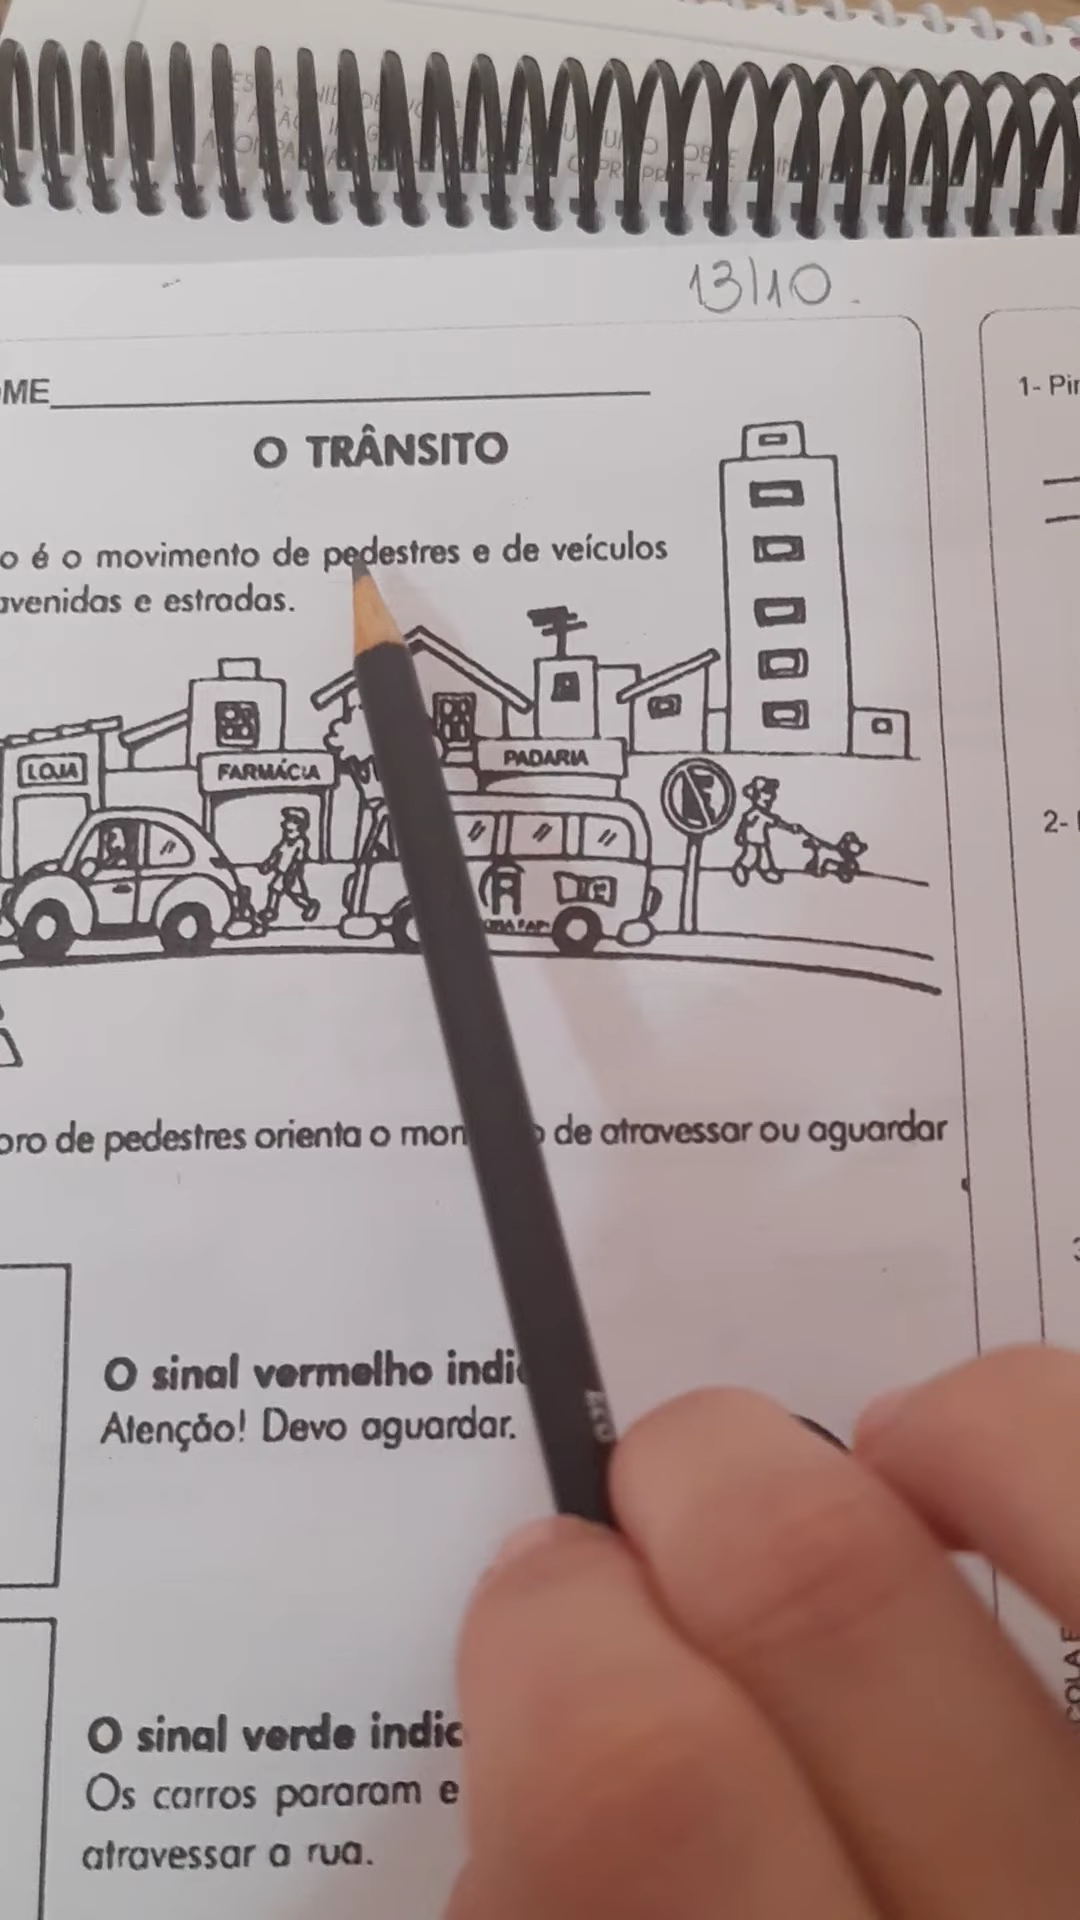 13/10
ME
O TRÂNSITO
o é o movimento de pedestres e de veículos
avenidas e estradas.
LOJA
FARMÁCIA
PADARIA
oro de pedestres orienta o mon de atravessar ou aguardar
O sinal vermelho indi
Atenção! Devo aguardar.
O sinal verde indic
Os carros pararam e
atravessar a rua.
1- Pin
2-